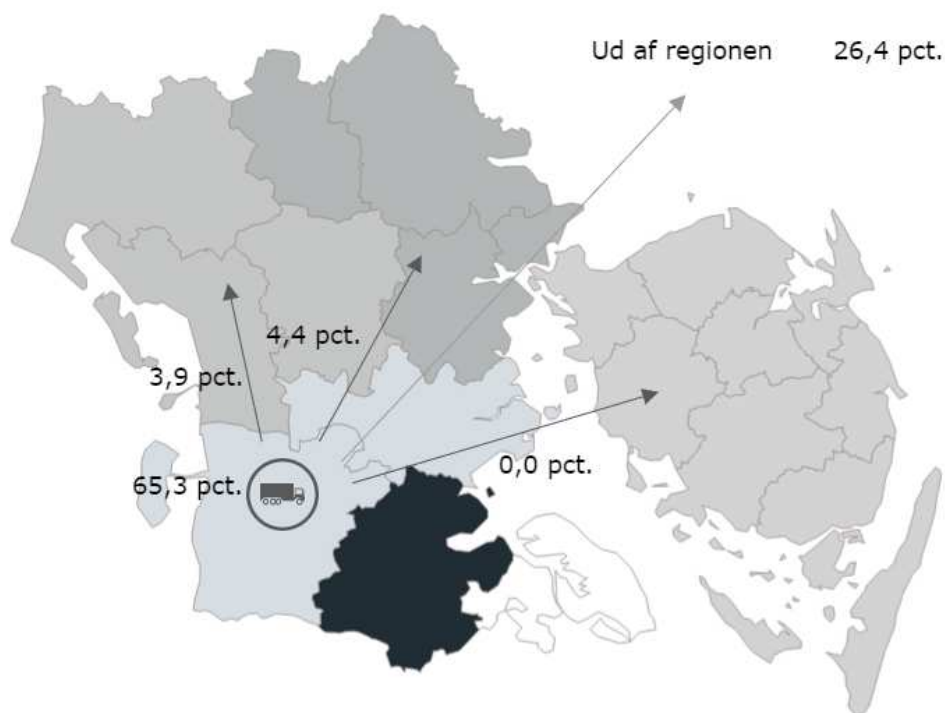 Ud af regionen 26,4 pct.
4,4 pct.
3,9 pct.
0,0 pct.
65,3 pct.